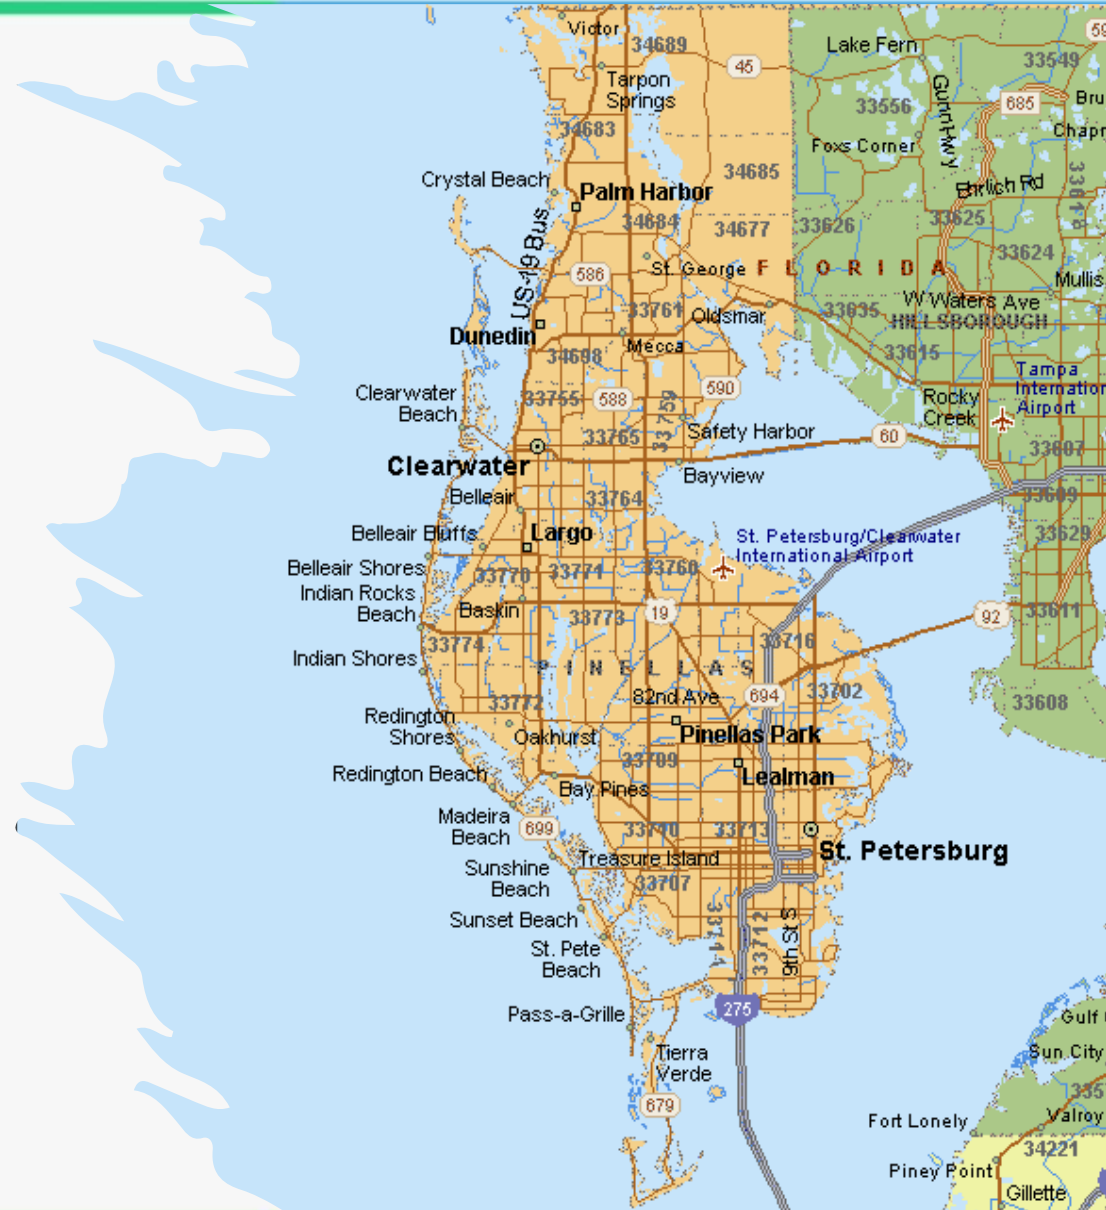 Victor
34689
Lake Fern
59
45
33549
Tarpon
Springs
Gunn Hwy
33556
685
Bru
34683
Foxs Corner
Chapr
Crystal Beach
34685
Ehrlich Rd
33618
Palm Harbor
34684
34677
33626
33625
US-19 Bus
33624
St. George
FLORIDA
586
Mullis
33761
Oldsmar
33635
W Waters Ave
HILLSBOROUGH
Dunedin
Mecca
34698
33615
Tampa
Internation
Airport
Clearwater
Beach
33755
588
33759
590
Rocky
Creek
33765
Safety Harbor
60
33607
Clearwater
Bayview
Belleair
33764
33609
Belleair Bluffs
Largo
St. Petersburg/Clearwater
International Airport
33629
Belleair Shores
33770
33771
33760
Indian Rocks
Beach
Baskin
33773
19
92
33611
33774
33716
Indian Shores
PINELLAS
33772
82nd Ave
694
33702
33608
Redington
Shores
Oakhurst
Pinellas Park
33709
Redington Beach
Bay Pines
Lealman
Madeira
Beach
699
33710
33713
St. Petersburg
Sunshine
Beach
Treasure Island
33707
Sunset Beach
33711
33712
9th St S
St. Pete
Beach
Pass-a-Grille
275
Gulf
Tierra
Verde
Sun City
679
335
Fort Lonely
Valroy
34221
Piney Point
Gillette